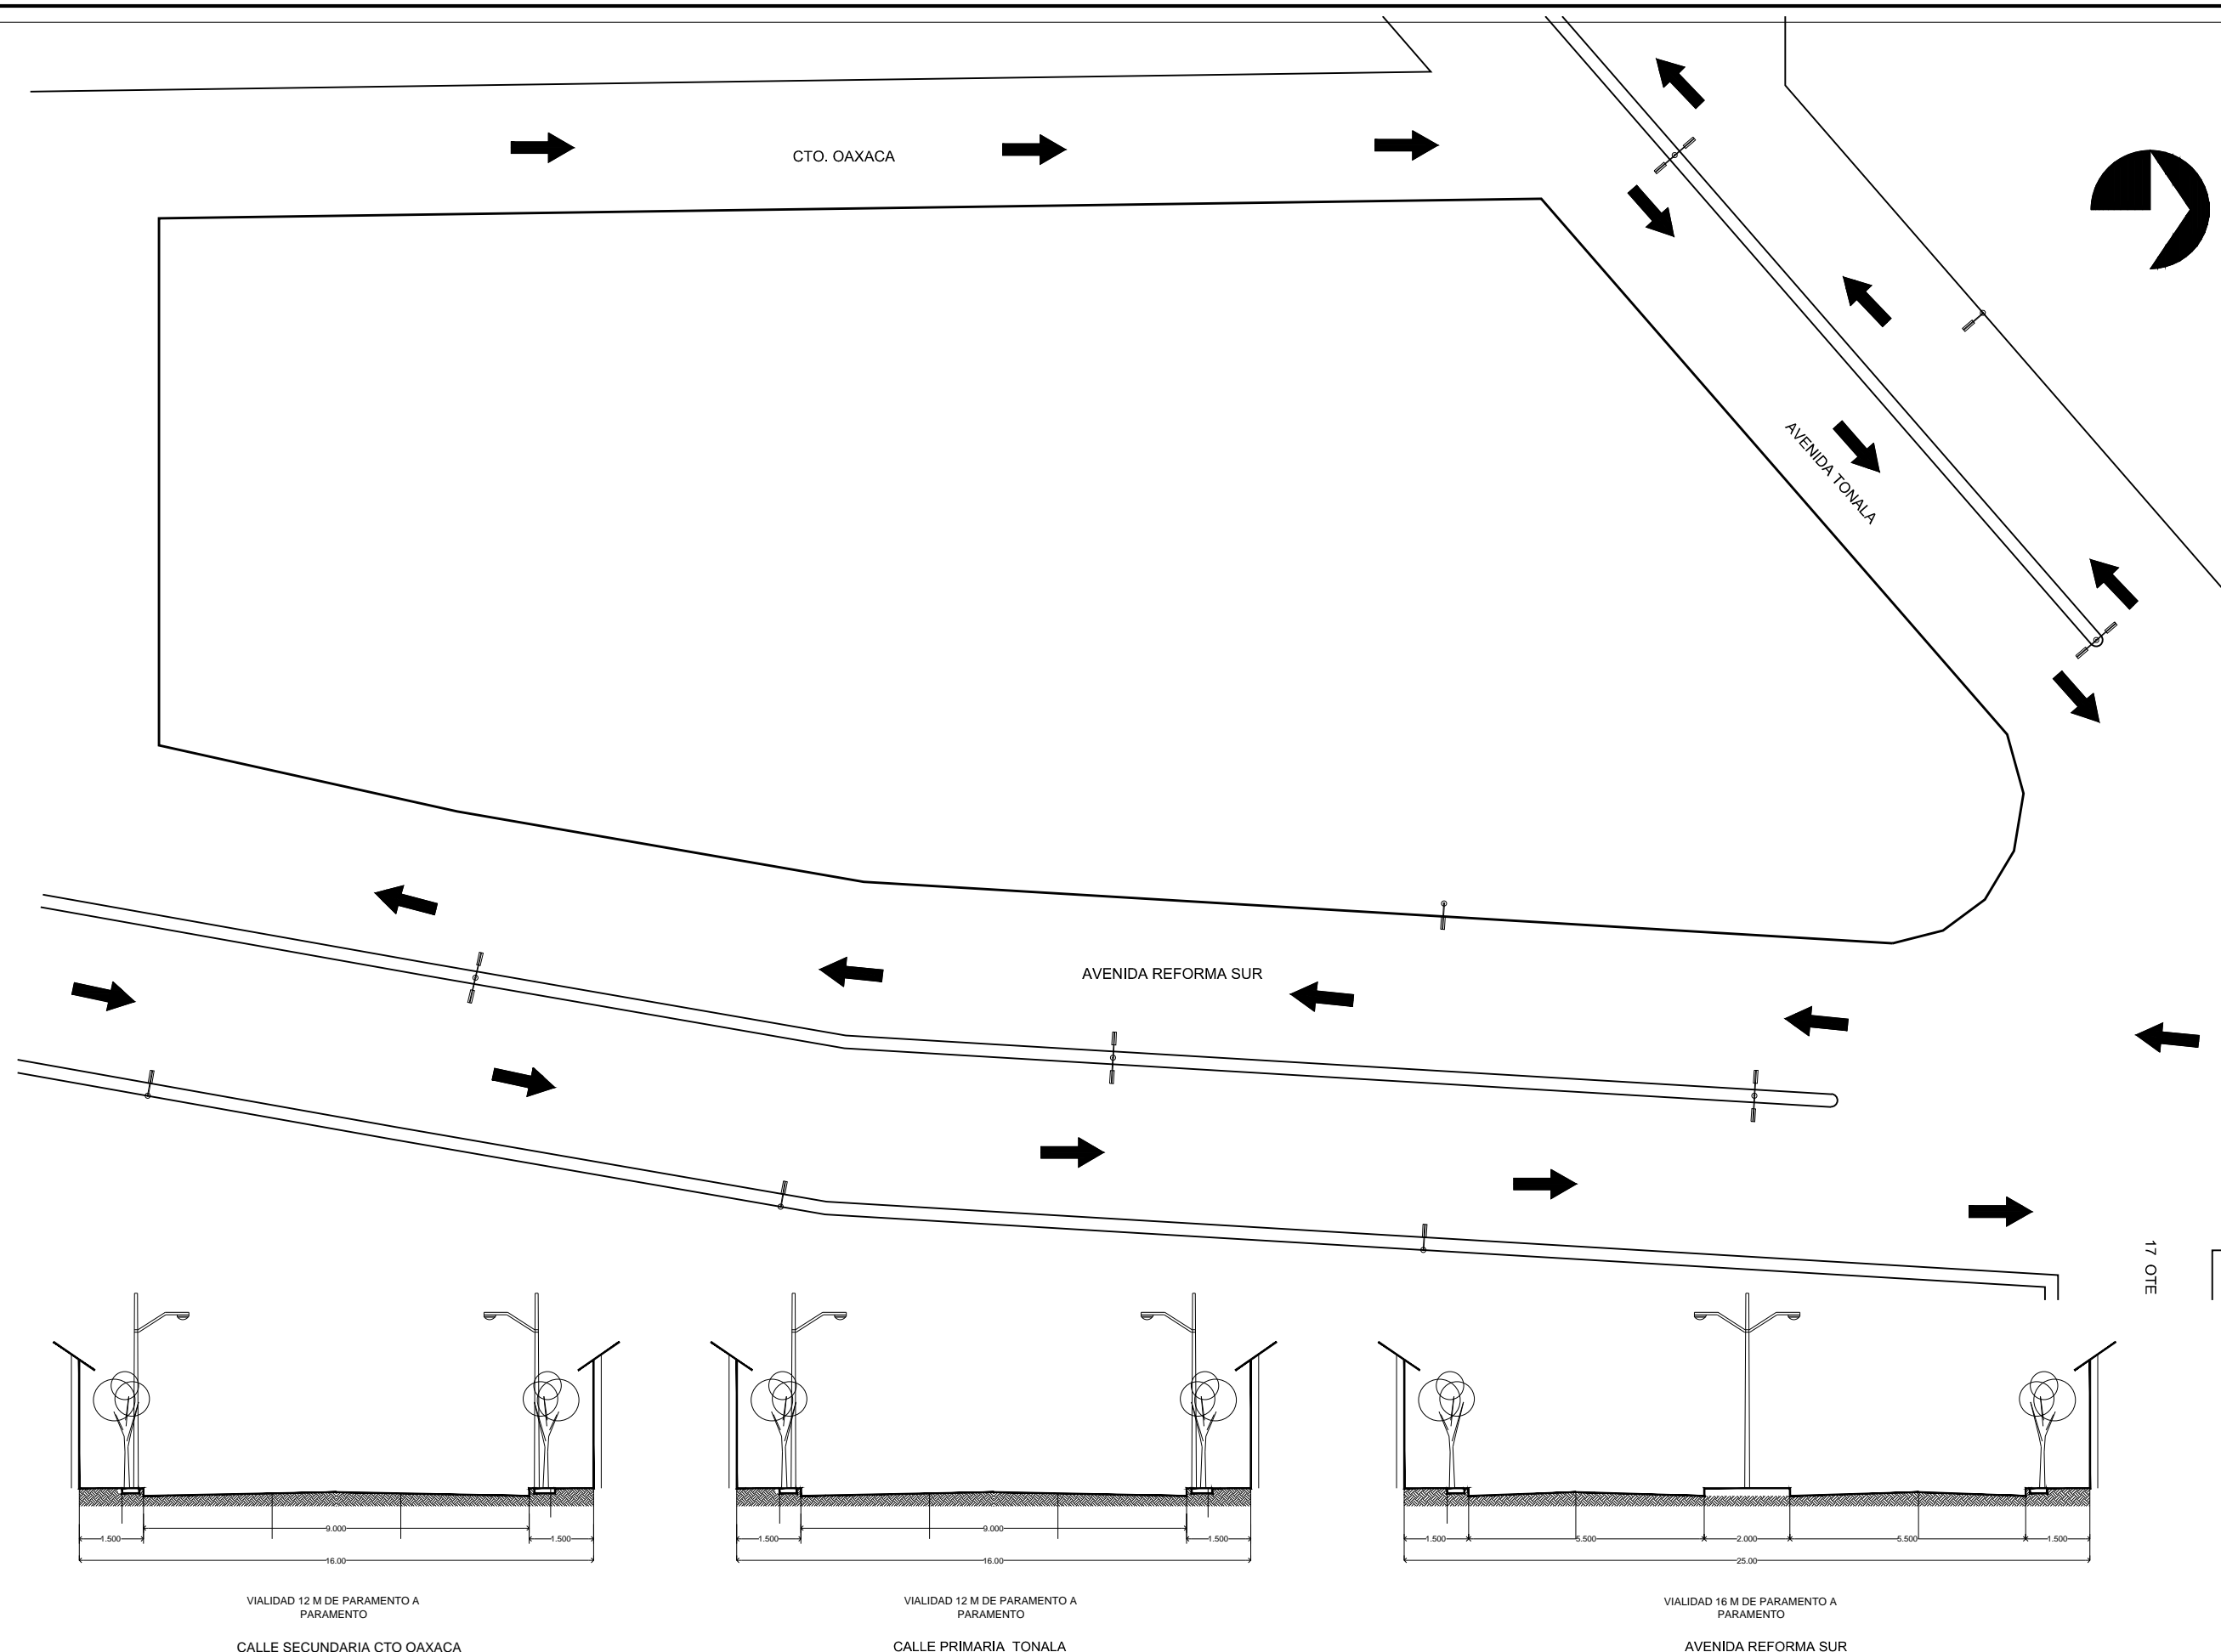 CTO. OAXACA
AVENIDA TONALA
AVENIDA REFORMA SUR
17 OTE
1.500 9.000 1.500
16.00
1.500 9.000 1.500
16.00
1.500 5.500 2.000 5.500 1.500
25.00
VIALIDAD 12 M DE PARAMENTO A
PARAMENTO
CALLE SECUNDARIA CTO OAXACA
VIALIDAD 12 M DE PARAMENTO A
PARAMENTO
CALLE PRIMARIA TONALA
VIALIDAD 16 M DE PARAMENTO A
PARAMENTO
AVENIDA REFORMA SUR